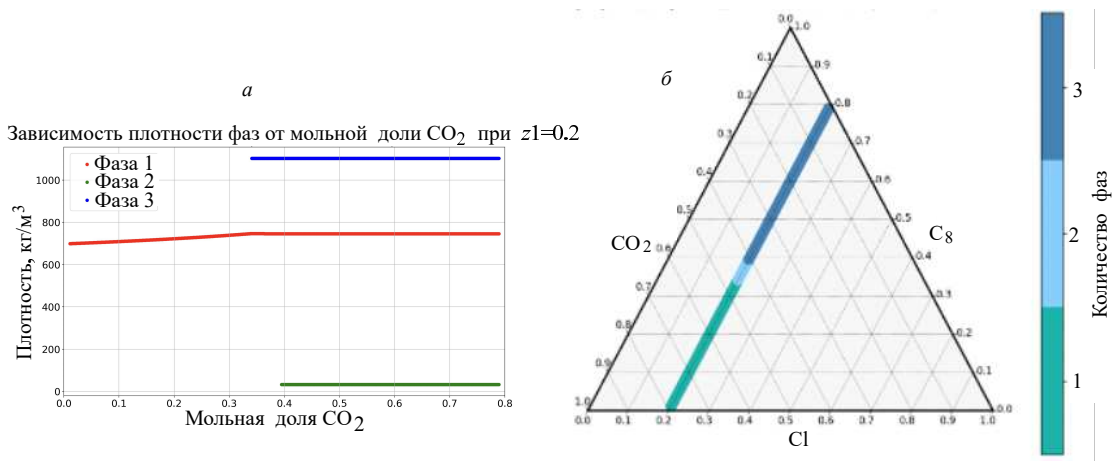 а
Зависимость плотности фаз от мольной доли CO2 при z1=0.2
Фаза 1
Фаза 2
Фаза 3
1000
800
600
400
200
0
Плотность, кг/м³
0.0 0.1 0.2 0.3 0.4 0.5 0.6 0.7 0.8
Мольная доля CO2
б
0.0 1.0
0.1 0.9
0.2 0.8
0.3 0.7
0.4 0.6
0.5 0.5
CO2 C8
0.6 0.4
0.7 0.3
0.8 0.2
0.9 0.1
1.0 0.0
0.0 0.1 0.2 0.3 0.4 0.5 0.6 0.7 0.8 0.9 1.0
Cl
3
2
1
Количество фаз